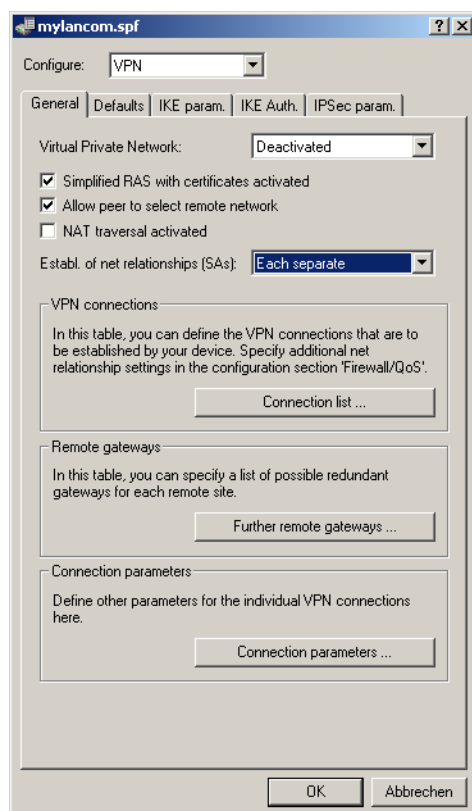 mylancom.spf
Configure: VPN
General Defaults IKE param. IKE Auth. IPSec param.
Virtual Private Network: Deactivated
Simplified RAS with certificates activated
Allow peer to select remote network
NAT traversal activated
Establ. of net relationships (SAs): Each separate
VPN connections
In this table, you can define the VPN connections that are to
be established by your device. Specify additional net
relationship settings in the configuration section 'Firewall/QoS'.
Connection list ...
Remote gateways
In this table, you can specify a list of possible redundant
gateways for each remote site.
Further remote gateways ...
Connection parameters
Define other parameters for the individual VPN connections
here.
Connection parameters ...
OK Abbrechen